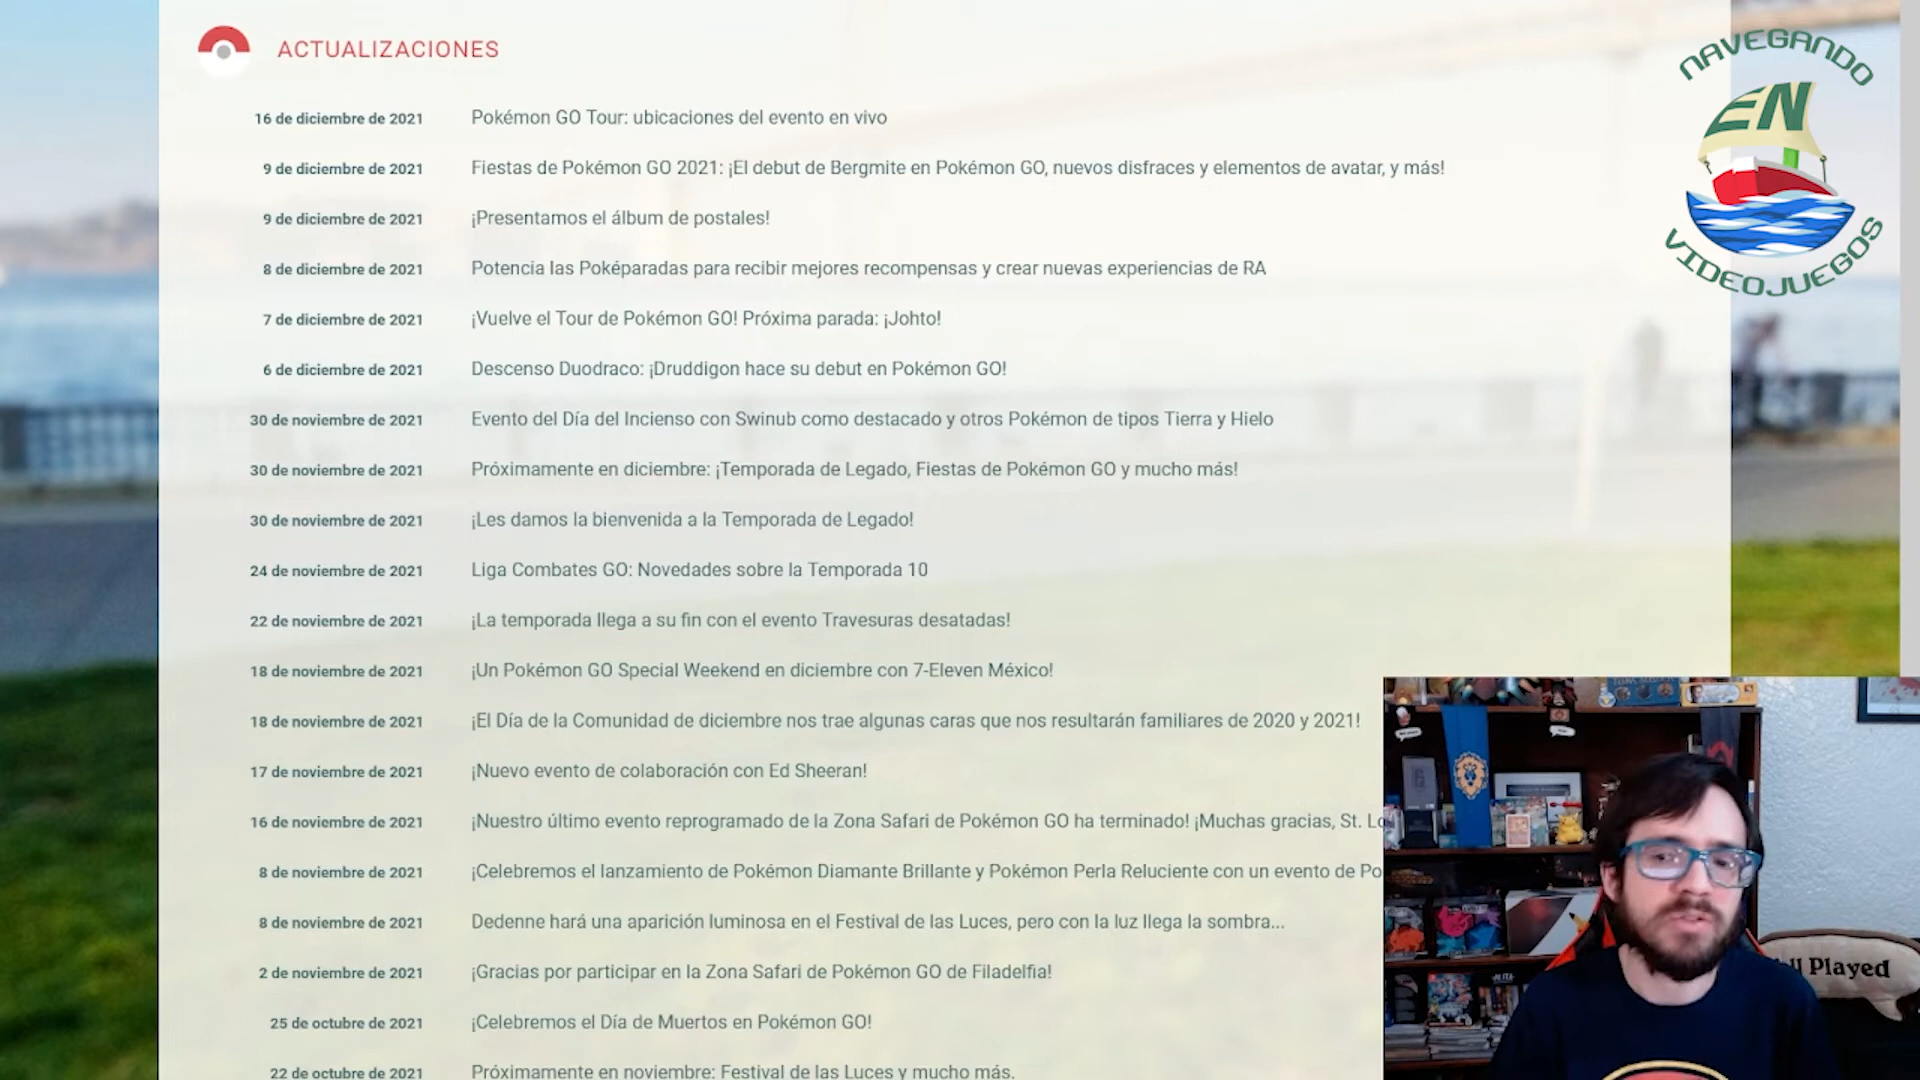 ACTUALIZACIONES
16 de diciembre de 2021 Pokémon GO Tour: ubicaciones del evento en vivo
9 de diciembre de 2021 Fiestas de Pokémon GO 2021: ¡El debut de Bergmite en Pokémon GO, nuevos disfraces y elementos de avatar, y más!
9 de diciembre de 2021 ¡Presentamos el álbum de postales!
8 de diciembre de 2021 Potencia las Poképaradas para recibir mejores recompensas y crear nuevas experiencias de RA
7 de diciembre de 2021 ¡Vuelve el Tour de Pokémon GO! Próxima parada: ¡Johto!
6 de diciembre de 2021 Descenso Duodraco: ¡Druddigon hace su debut en Pokémon GO!
30 de noviembre de 2021 Evento del Día del Incienso con Swinub como destacado y otros Pokémon de tipos Tierra y Hielo
30 de noviembre de 2021 Próximamente en diciembre: ¡Temporada de Legado, Fiestas de Pokémon GO y mucho más!
30 de noviembre de 2021 ¡Les damos la bienvenida a la Temporada de Legado!
24 de noviembre de 2021 Liga Combates GO: Novedades sobre la Temporada 10
22 de noviembre de 2021 ¡La temporada llega a su fin con el evento Travesuras desatadas!
18 de noviembre de 2021 ¡Un Pokémon GO Special Weekend en diciembre con 7-Eleven México!
18 de noviembre de 2021 ¡El Día de la Comunidad de diciembre nos trae algunas caras que nos resultarán familiares de 2020 y 2021!
17 de noviembre de 2021 ¡Nuevo evento de colaboración con Ed Sheeran!
16 de noviembre de 2021 ¡Nuestro último evento reprogramado de la Zona Safari de Pokémon GO ha terminado! ¡Muchas gracias, St. Lo
8 de noviembre de 2021 ¡Celebremos el lanzamiento de Pokémon Diamante Brillante y Pokémon Perla Reluciente con un evento de Po
8 de noviembre de 2021 Dedenne hará una aparición luminosa en el Festival de las Luces, pero con la luz llega la sombra...
2 de noviembre de 2021 ¡Gracias por participar en la Zona Safari de Pokémon GO de Filadelfia!
25 de octubre de 2021 ¡Celebremos el Día de Muertos en Pokémon GO!
22 de octubre de 2021 Próximamente en noviembre: Festival de las Luces y mucho más.
NAVEGANDO
EN
VIDEOJUEGOS
ll Played